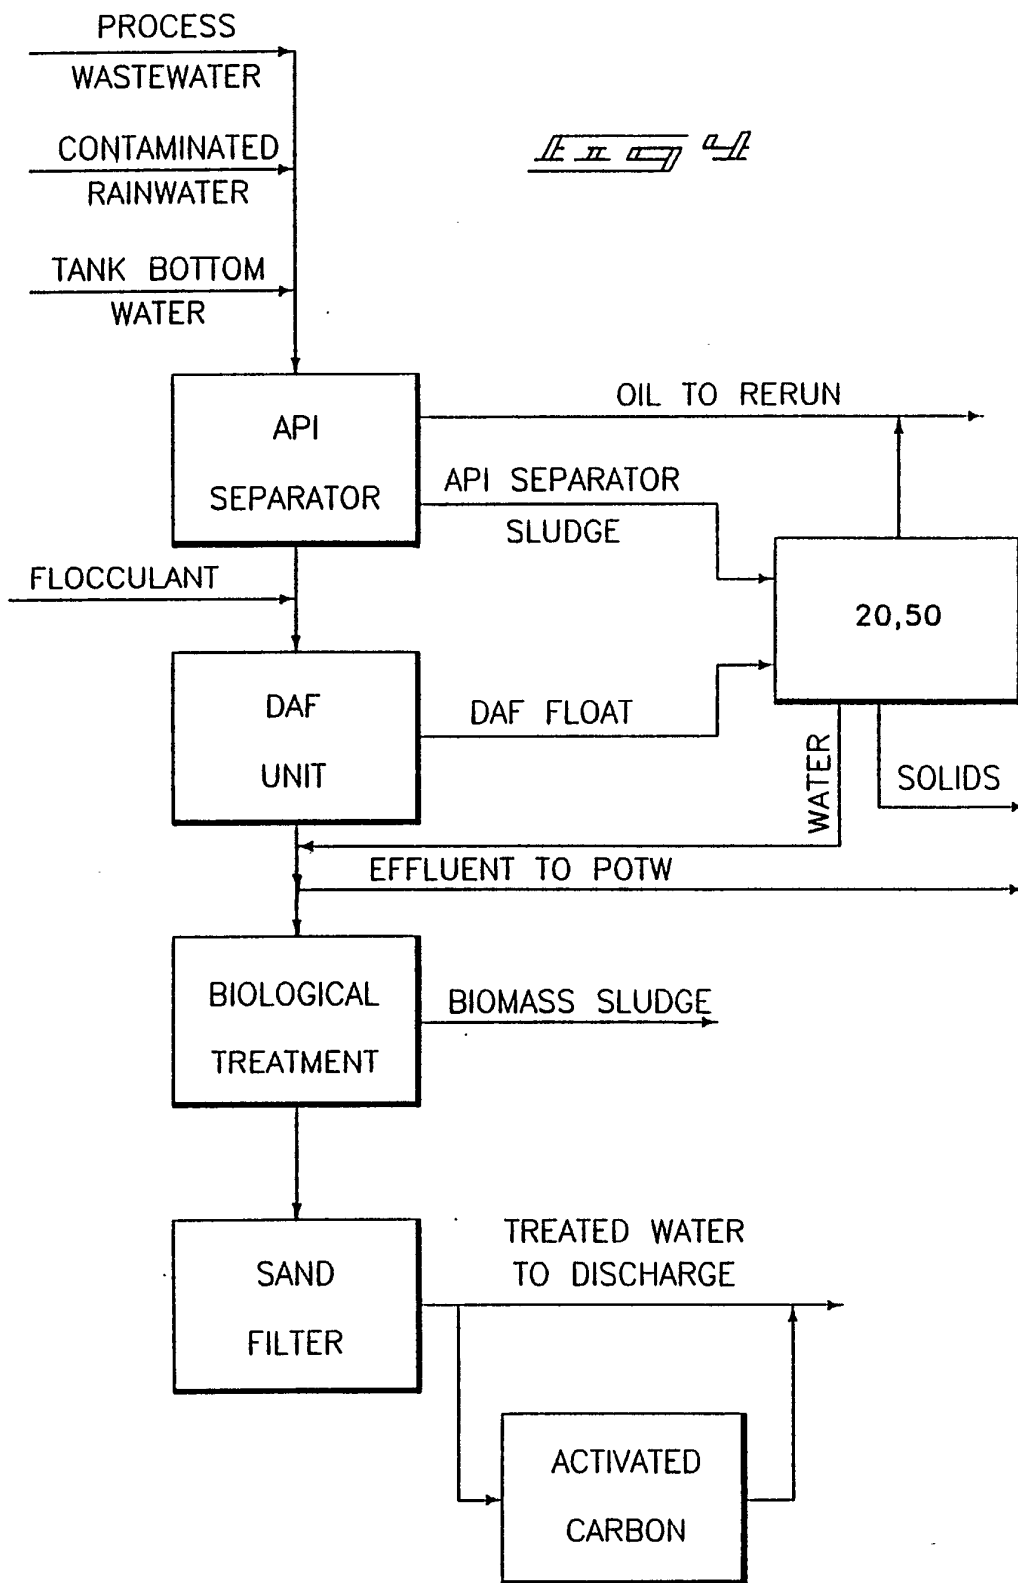 PROCESS
WASTEWATER
Fig 4
CONTAMINATED
RAINWATER
TANK BOTTOM
WATER
OIL TO RERUN
API
SEPARATOR
API SEPARATOR
SLUDGE
FLOCCULANT
20,50
DAF
UNIT
DAF FLOAT
WATER
SOLIDS
EFFLUENT TO POTW
BIOLOGICAL
TREATMENT
BIOMASS SLUDGE
TREATED WATER
TO DISCHARGE
SAND
FILTER
ACTIVATED
CARBON